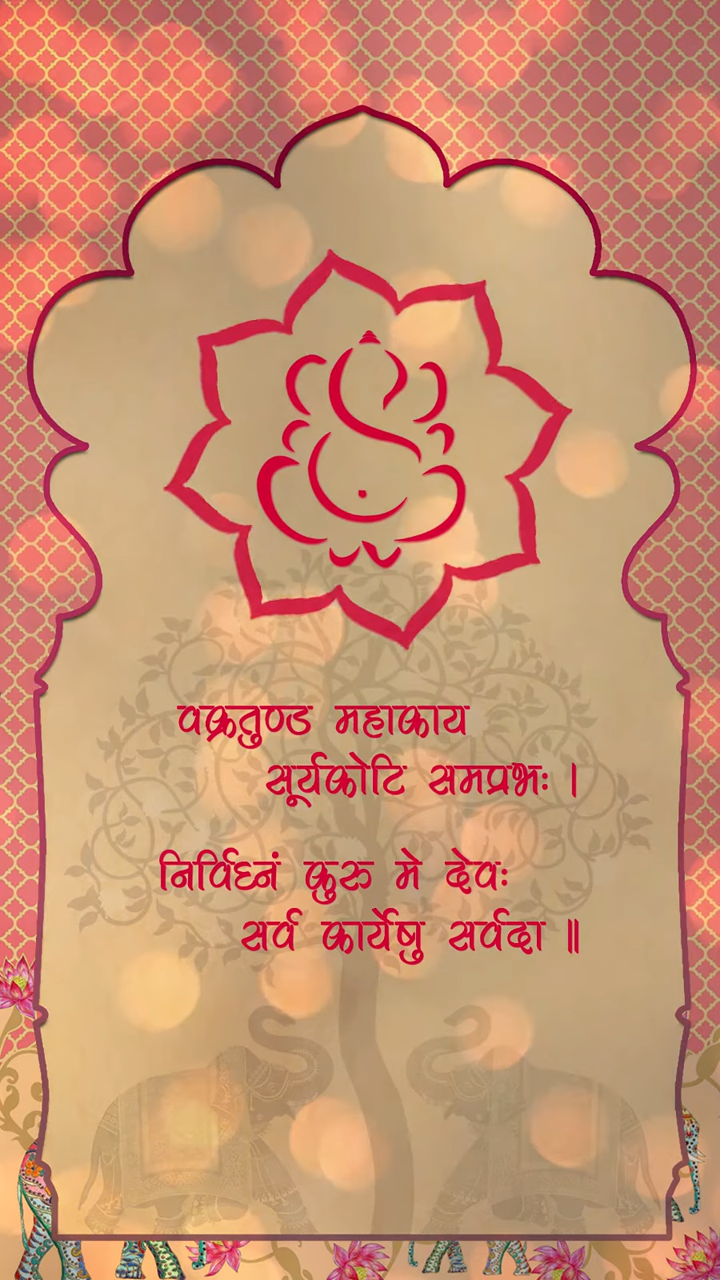 वक्रतुण्ड महाकाय
सूर्यकोटि समप्रभः ।
निर्विघ्नं कुरु मे देवः
सर्व कार्येषु सर्वदा ॥